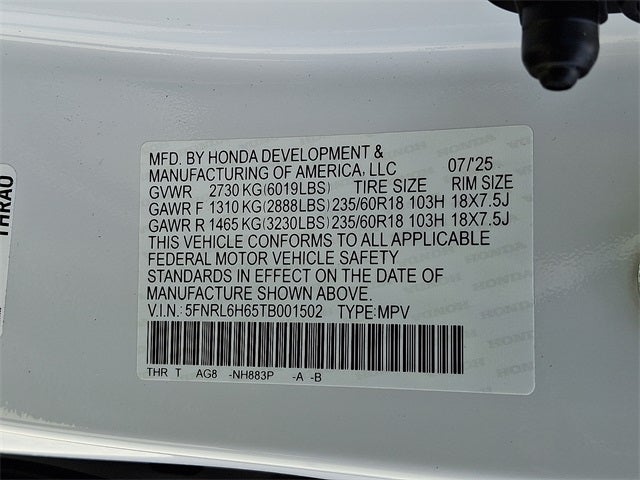 MFD. BY HONDA DEVELOPMENT &
MANUFACTURING OF AMERICA, LLC 07/'25
GVWR 2730 KG(6019LBS) TIRE SIZE RIM SIZE
GAWR F 1310 KG(2888LBS)235/60R18 103H 18X7.5J
GAWR R 1465 KG(3230LBS)235/60R18 103H 18X7.5J
THIS VEHICLE CONFORMS TO ALL APPLICABLE
FEDERAL MOTOR VEHICLE SAFETY
STANDARDS IN EFFECT ON THE DATE OF
MANUFACTURE SHOWN ABOVE.
V.I.N.: 5FNRL6H65TB001502 TYPE:MPV
THR T AG8 -NH883P -A -B
THRA0